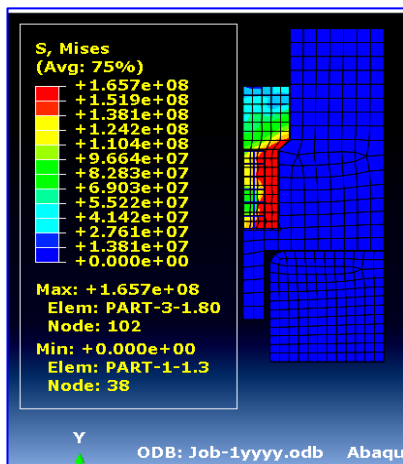 S, Mises
(Avg: 75%)
+1.657e+08
+1.519e+08
+1.381e+08
+1.242e+08
+1.104e+08
+9.664e+07
+8.283e+07
+6.903e+07
+5.522e+07
+4.142e+07
+2.761e+07
+1.381e+07
+0.000e+00
Max: +1.657e+08
Elem: PART-3-1.80
Node: 102
Min: +0.000e+00
Elem: PART-1-1.3
Node: 38
Y
ODB: Job-1yyyy.odb Abaqu